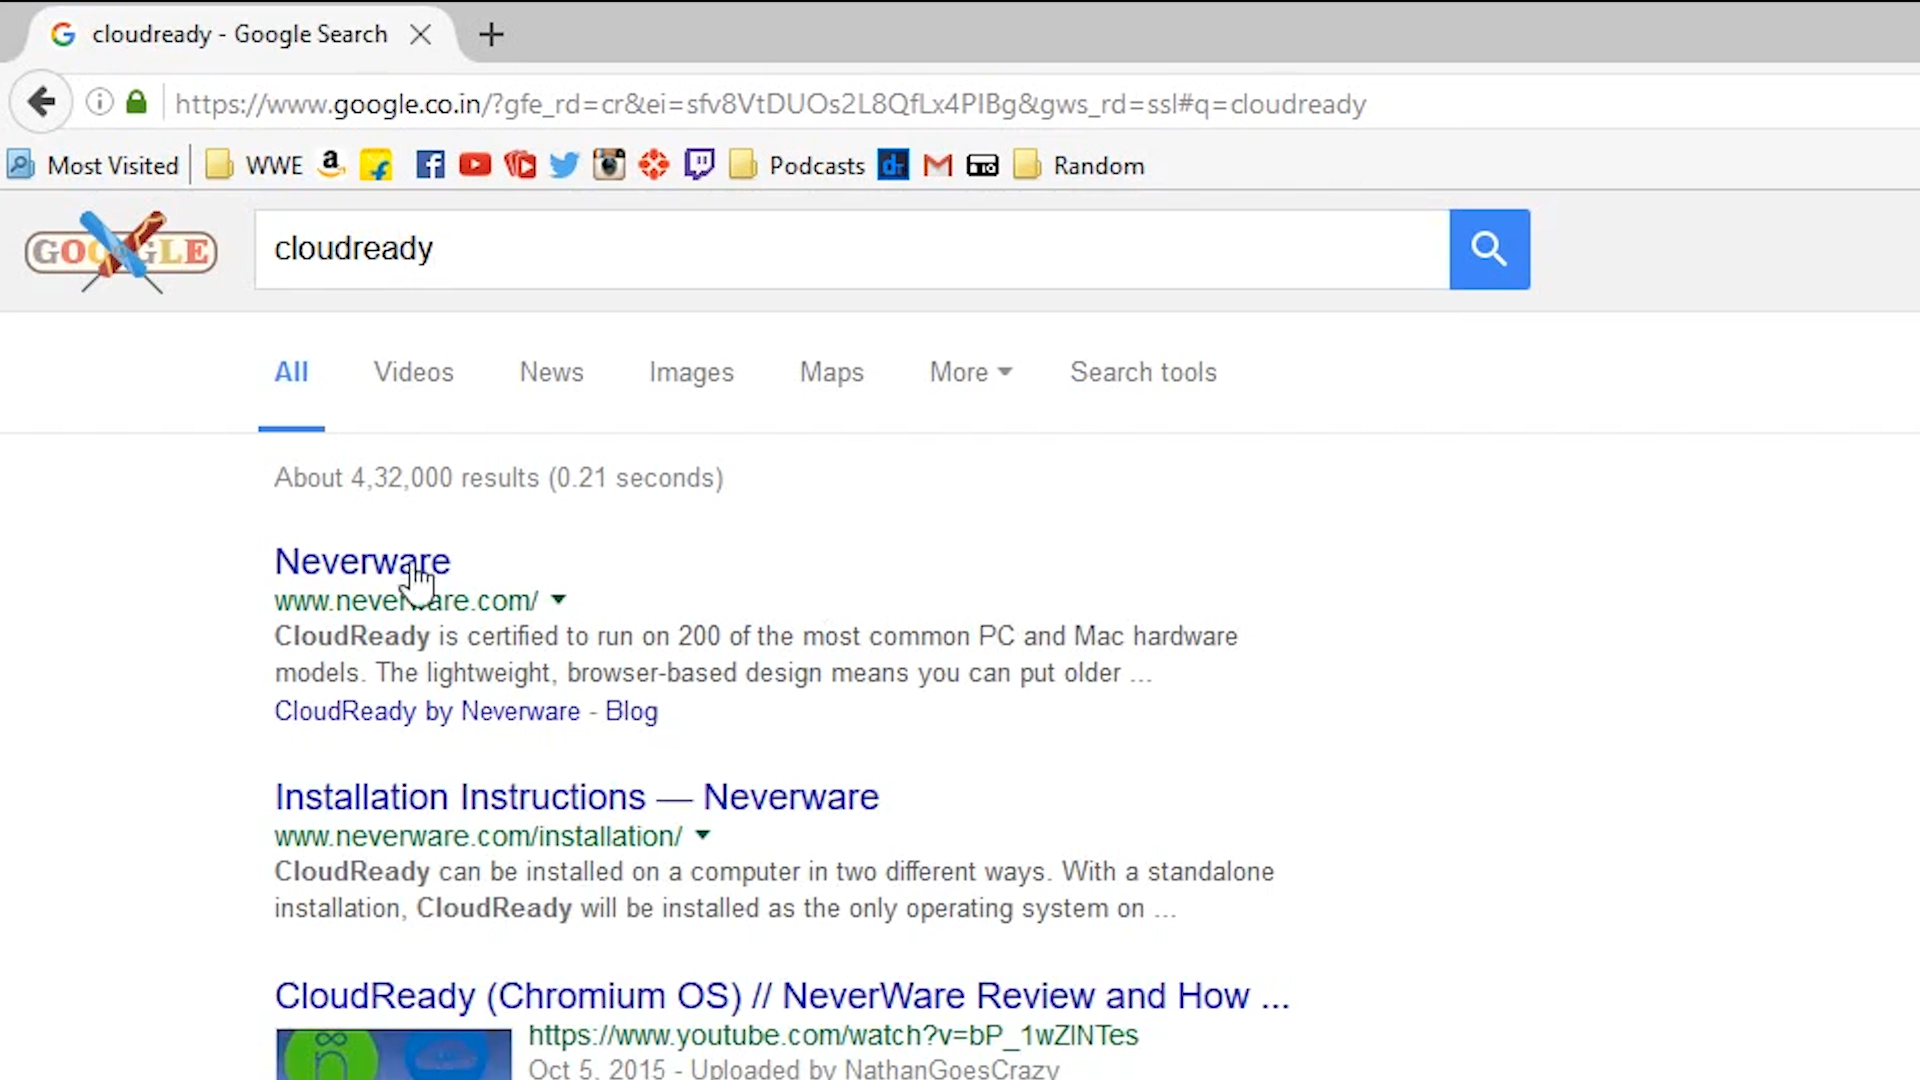 cloudready - Google Search
https://www.google.co.in/?gfe_rd=cr&ei=sfv8VtDUOs2L8QfLx4PIBg&gws_rd=ssl#q=cloudready
Most Visited WWE Podcasts dr Random
GOOGLE cloudready
All Videos News Images Maps More Search tools
About 4,32,000 results (0.21 seconds)
Neverware
www.neverware.com/
CloudReady is certified to run on 200 of the most common PC and Mac hardware
models. The lightweight, browser-based design means you can put older ...
CloudReady by Neverware - Blog
Installation Instructions — Neverware
www.neverware.com/installation/
CloudReady can be installed on a computer in two different ways. With a standalone
installation, CloudReady will be installed as the only operating system on ...
CloudReady (Chromium OS) // NeverWare Review and How ...
https://www.youtube.com/watch?v=bP_1wZlNTes
Oct 5, 2015 - Uploaded by NathanGoesCrazy